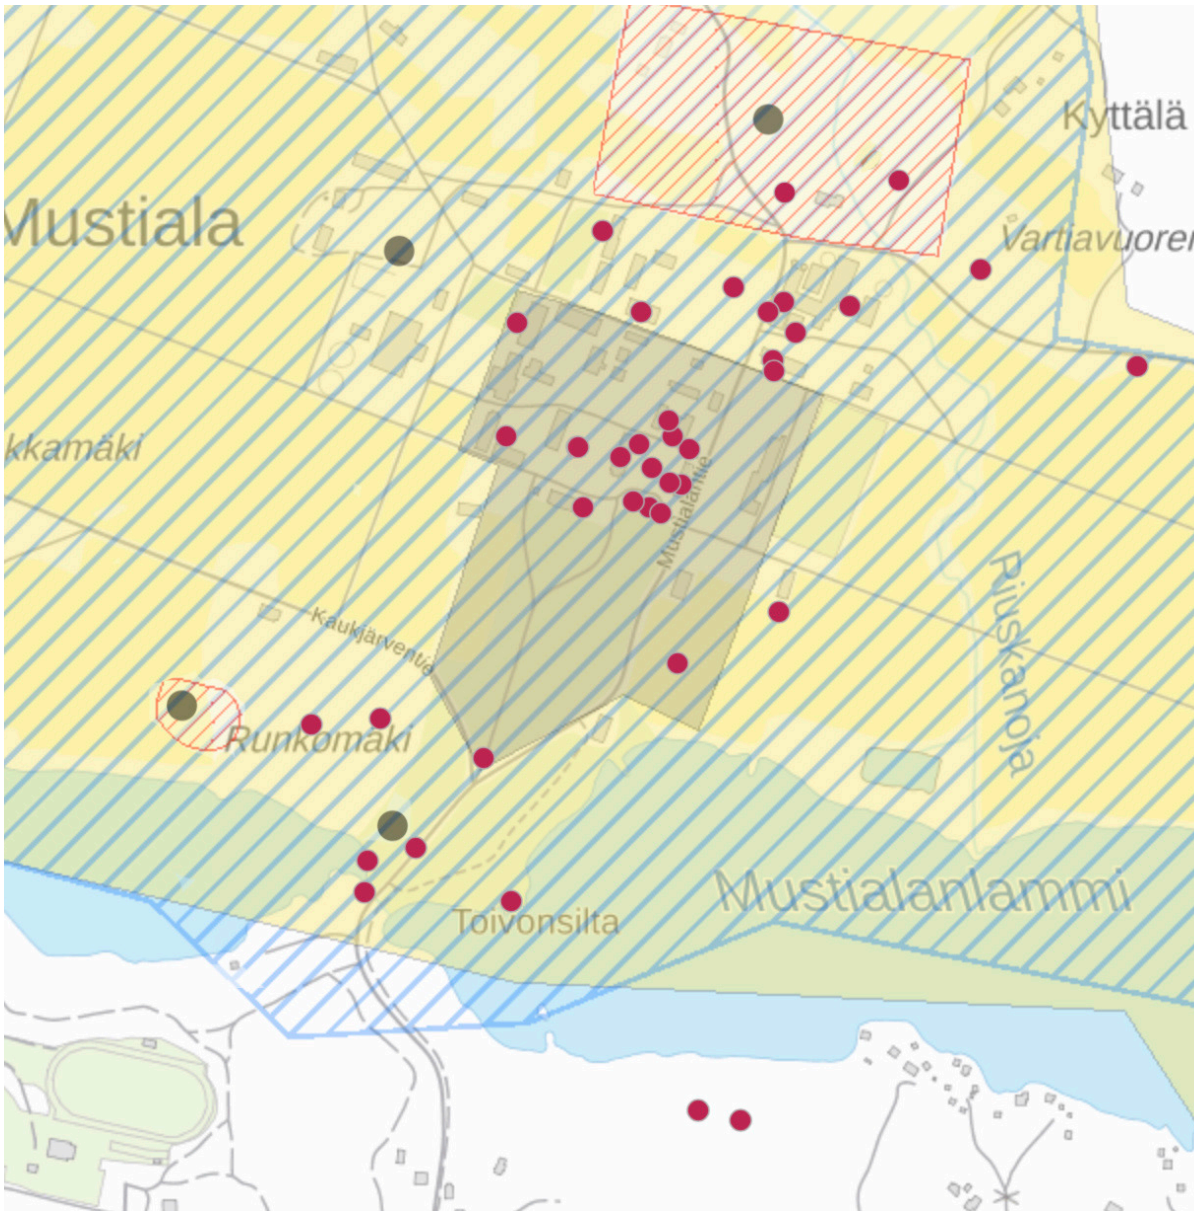 Kyttälä
Mustiala
Vartiavuoren
kkamäki
Mustialantie
Riuskanoja
Kaukjärventie
Runkomäki
Mustialanlammi
Toivonsilta